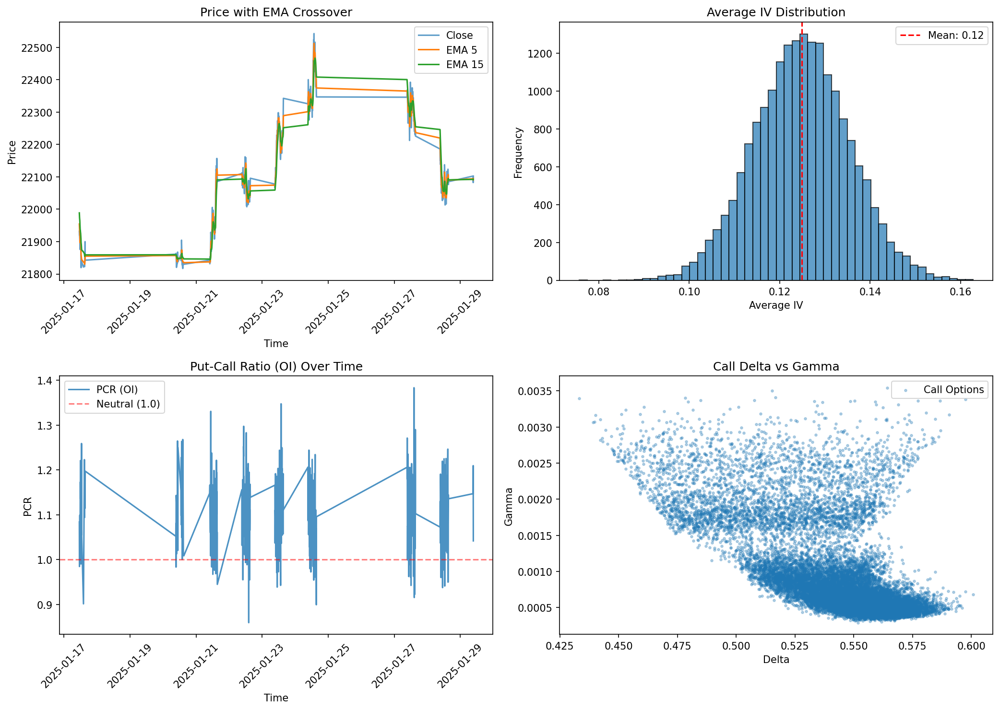 Price with EMA Crossover
Close
EMA 5
EMA 15
Price
22500
22400
22300
22200
22100
22000
21900
21800
2025-01-17
2025-01-19
2025-01-21
2025-01-23
2025-01-25
2025-01-27
2025-01-29
Time
Average IV Distribution
Mean: 0.12
Frequency
1200
1000
800
600
400
200
0
0.08
0.10
0.12
0.14
0.16
Average IV
Put-Call Ratio (OI) Over Time
PCR (OI)
Neutral (1.0)
PCR
1.4
1.3
1.2
1.1
1.0
0.9
2025-01-17
2025-01-19
2025-01-21
2025-01-23
2025-01-25
2025-01-27
2025-01-29
Time
Call Delta vs Gamma
Call Options
Gamma
0.0035
0.0030
0.0025
0.0020
0.0015
0.0010
0.0005
0.425
0.450
0.475
0.500
0.525
0.550
0.575
0.600
Delta